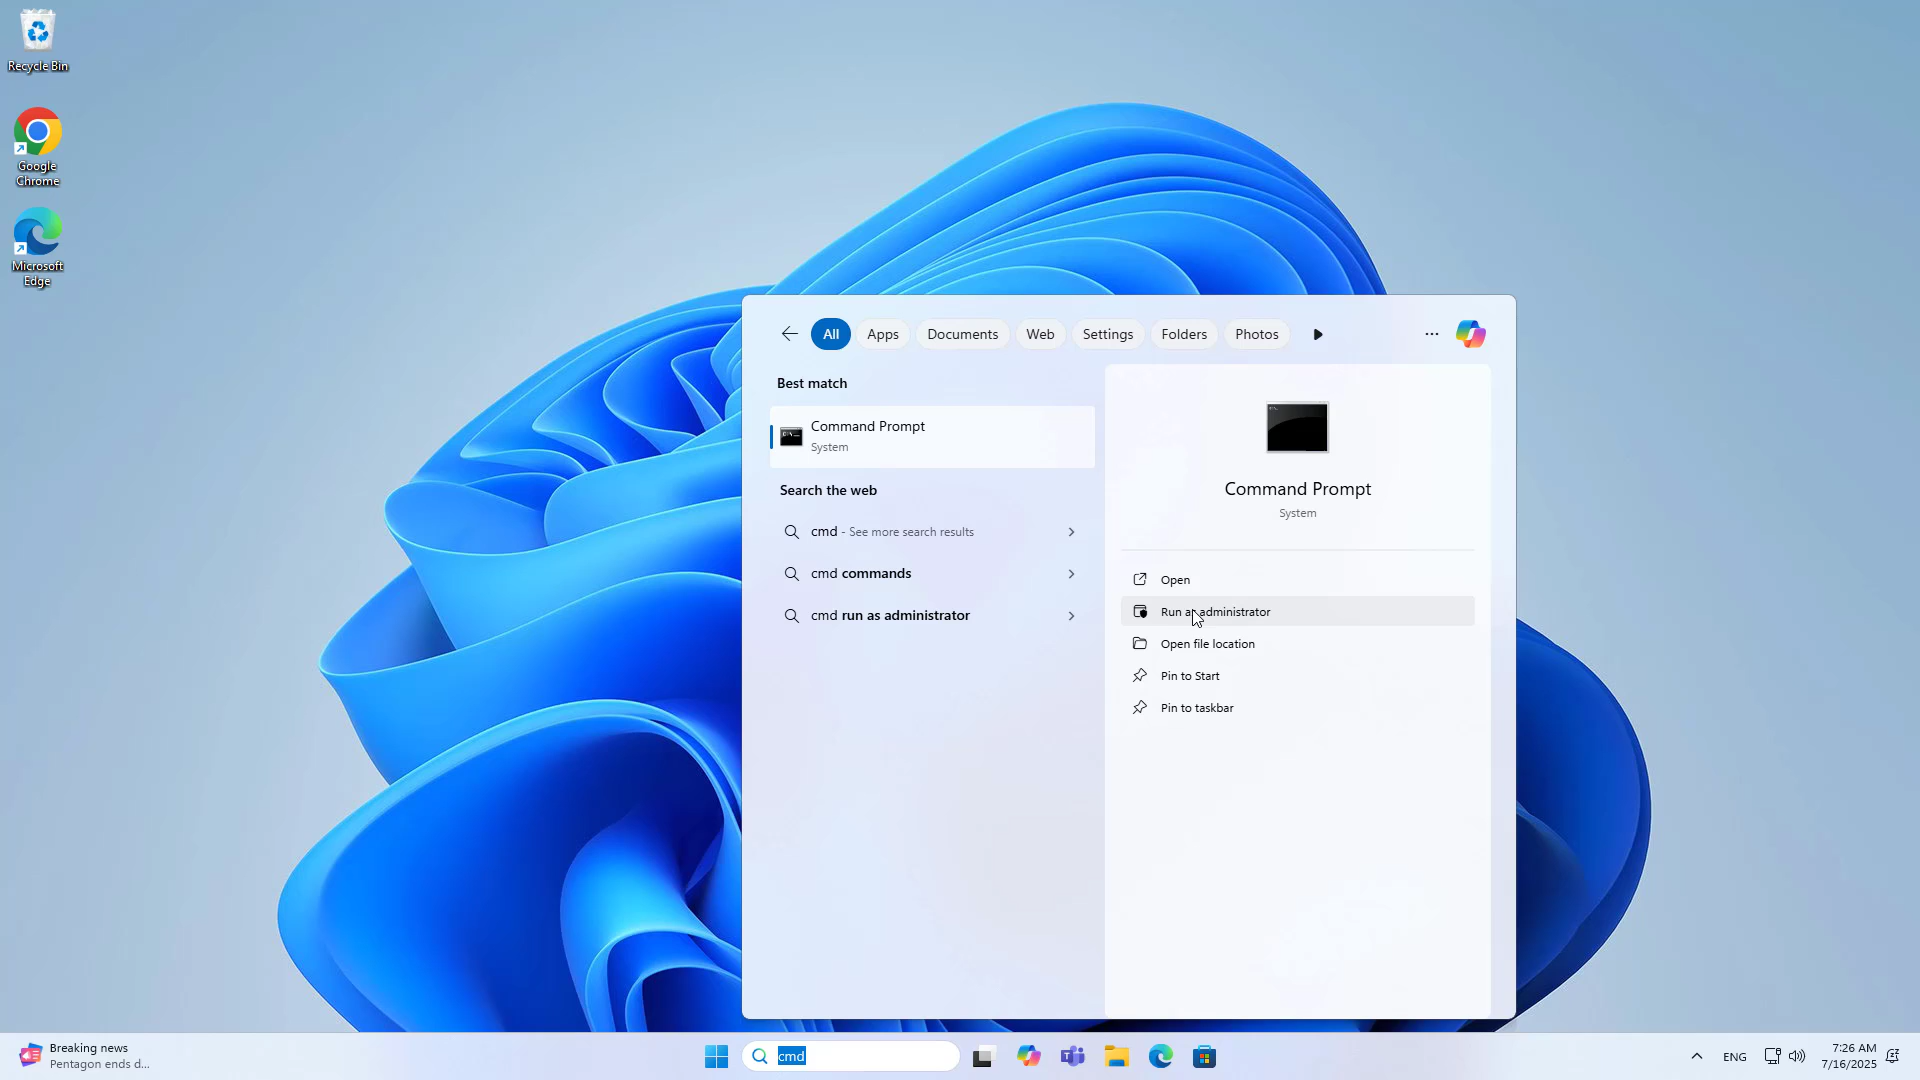 Recycle Bin
Google
Chrome
Microsoft
Edge
All
Apps
Documents
Web
Settings
Folders
Photos
Best match
Command Prompt
System
Search the web
cmd - See more search results
cmd commands
cmd run as administrator
Command Prompt
System
Open
Run as administrator
Open file location
Pin to Start
Pin to taskbar
Breaking news
Pentagon ends d...
cmd
ENG
7:26 AM
7/16/2025